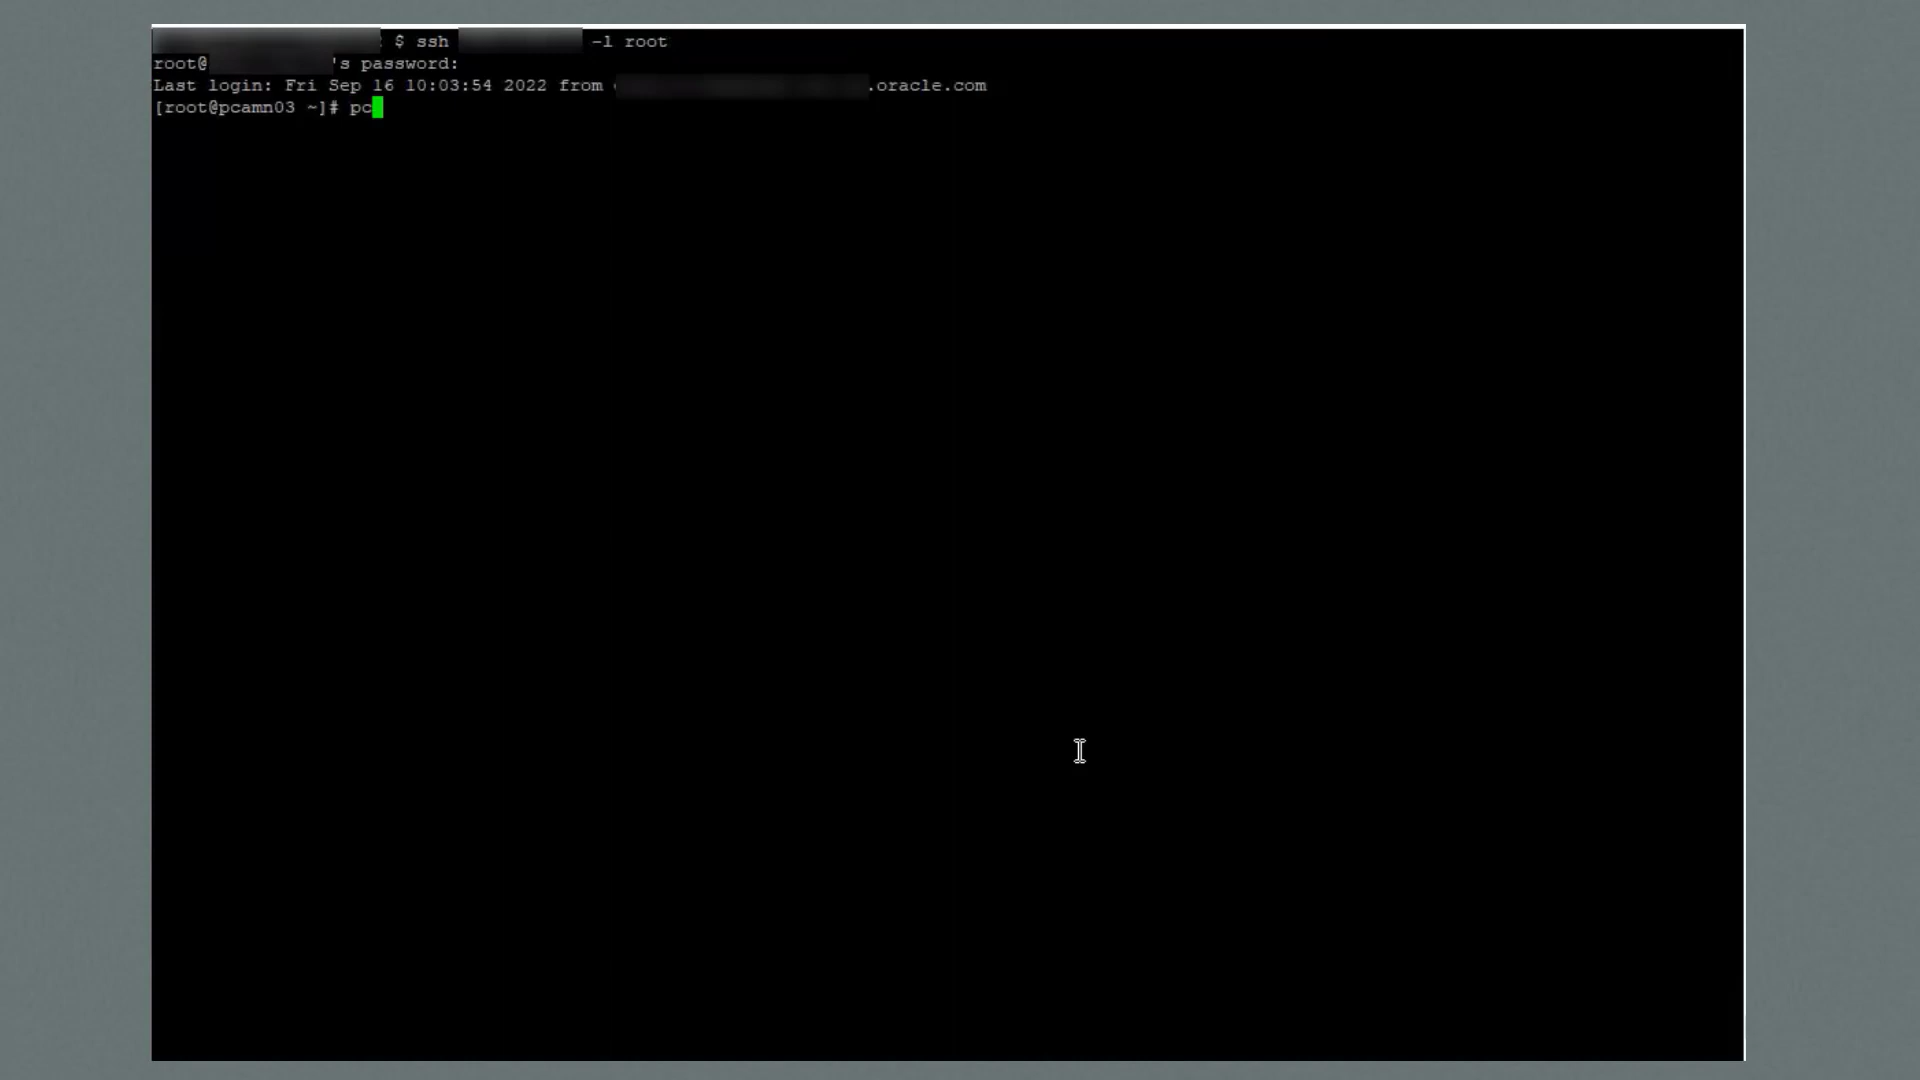 $ ssh -l root
root@ 's password:
Last login: Fri Sep 16 10:03:54 2022 from .oracle.com
[root@pcamn03 ~]# pc